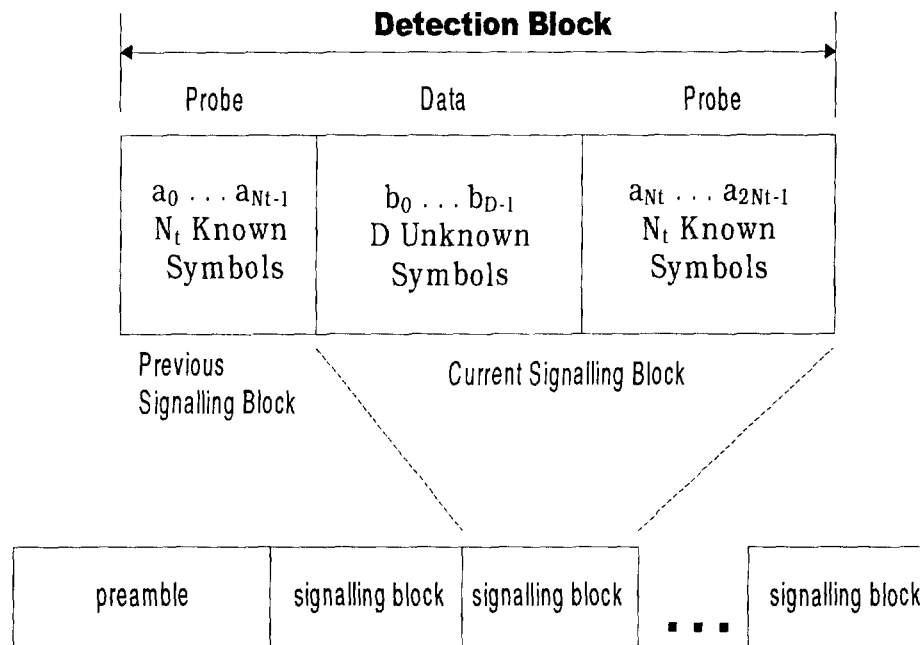 Detection Block
Probe Data Probe
a₀ . . . aNt-1 b₀ . . . bD-1 aNt . . . a2Nt-1
Nₜ Known D Unknown Nₜ Known
Symbols Symbols Symbols
Previous
Signalling Block
Current Signalling Block
preamble signalling block signalling block . . . signalling block